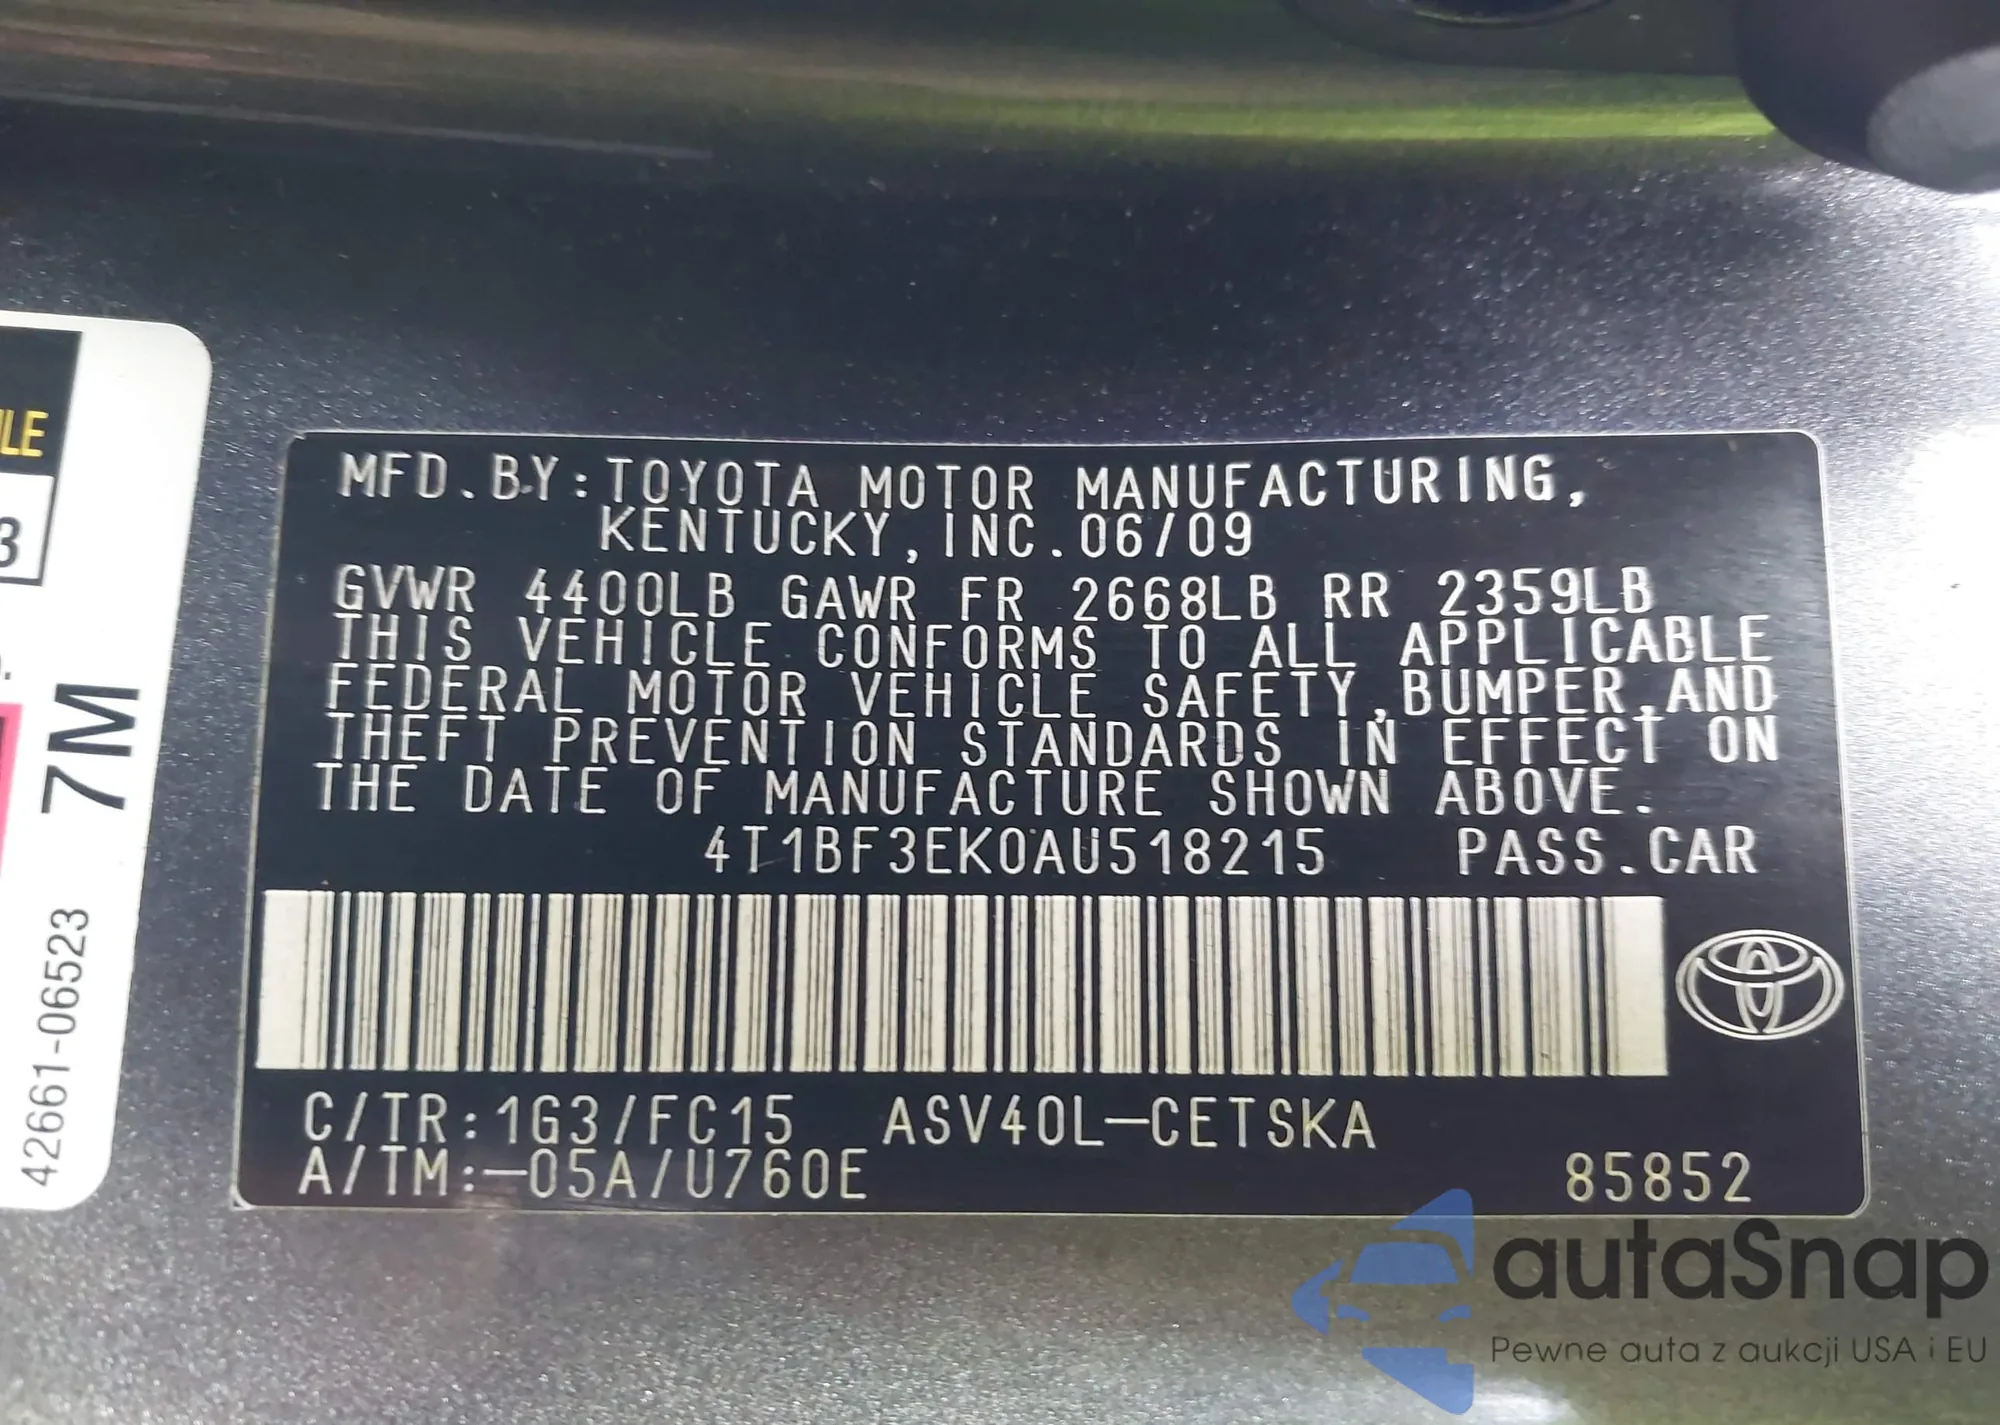 MFD.BY:TOYOTA MOTOR MANUFACTURING,
KENTUCKY,INC.06/09
GVWR 4400LB GAWR FR 2668LB RR 2359LB
THIS VEHICLE CONFORMS TO ALL APPLICABLE
FEDERAL MOTOR VEHICLE SAFETY,BUMPER,AND
THEFT PREVENTION STANDARDS IN EFFECT ON
THE DATE OF MANUFACTURE SHOWN ABOVE.
4T1BF3EK0AU518215 PASS.CAR
C/TR:1G3/FC15 ASV40L-CETSKA
A/TM:-05A/U760E
85852
3
7M
42661-06523
autaSnap
Pewne auta z aukcji USA i EU